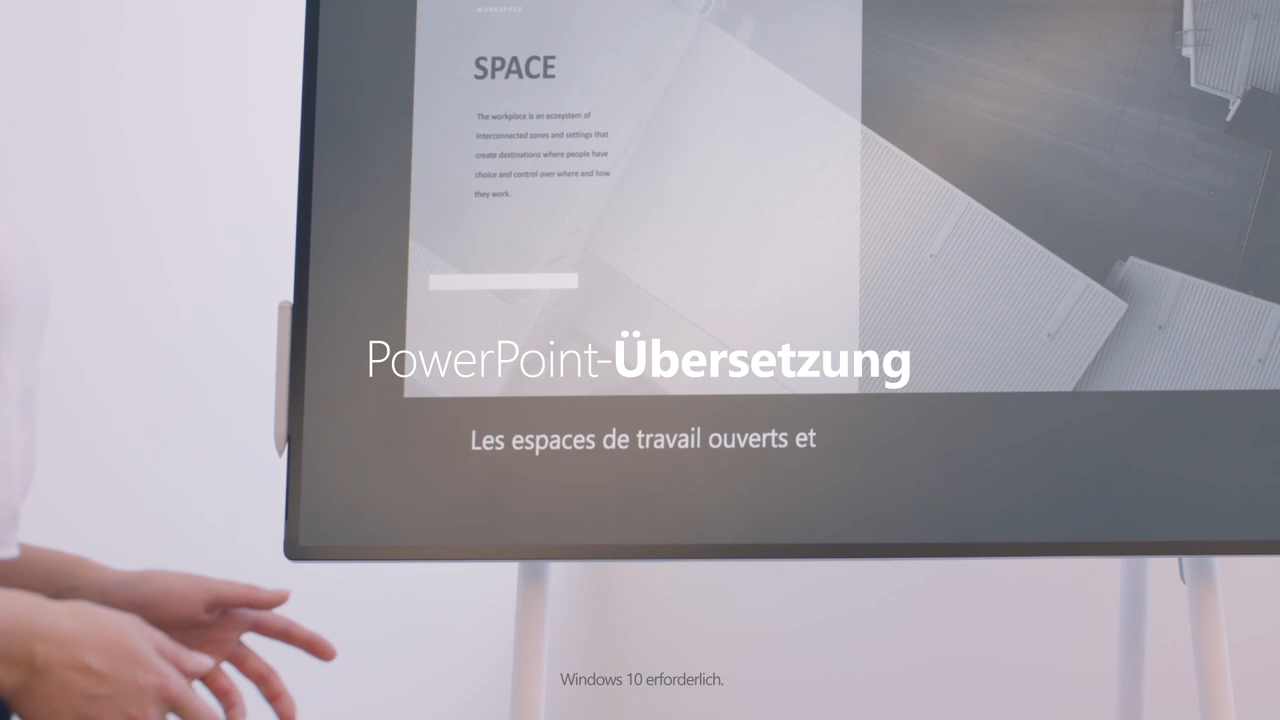 WORKSPACE
SPACE
The workplace is an ecosystem of
interconnected zones and settings that
create destinations where people have
choice and control over where and how
they work.
PowerPoint-Übersetzung
Les espaces de travail ouverts et
Windows 10 erforderlich.